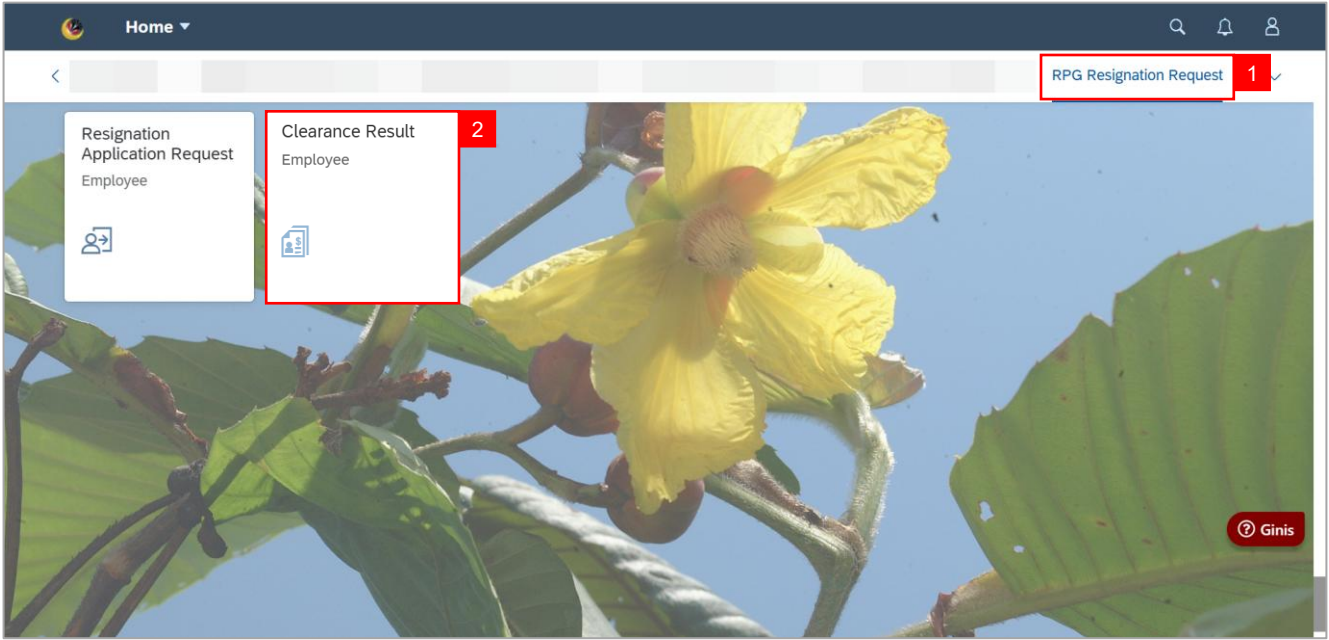 Home
RPG Resignation Request
1
Resignation
Application Request
Employee
Clearance Result
2
Employee
$
Ginis